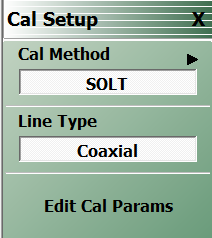 Cal Setup X
Cal Method
SOLT
Line Type
Coaxial
Edit Cal Params